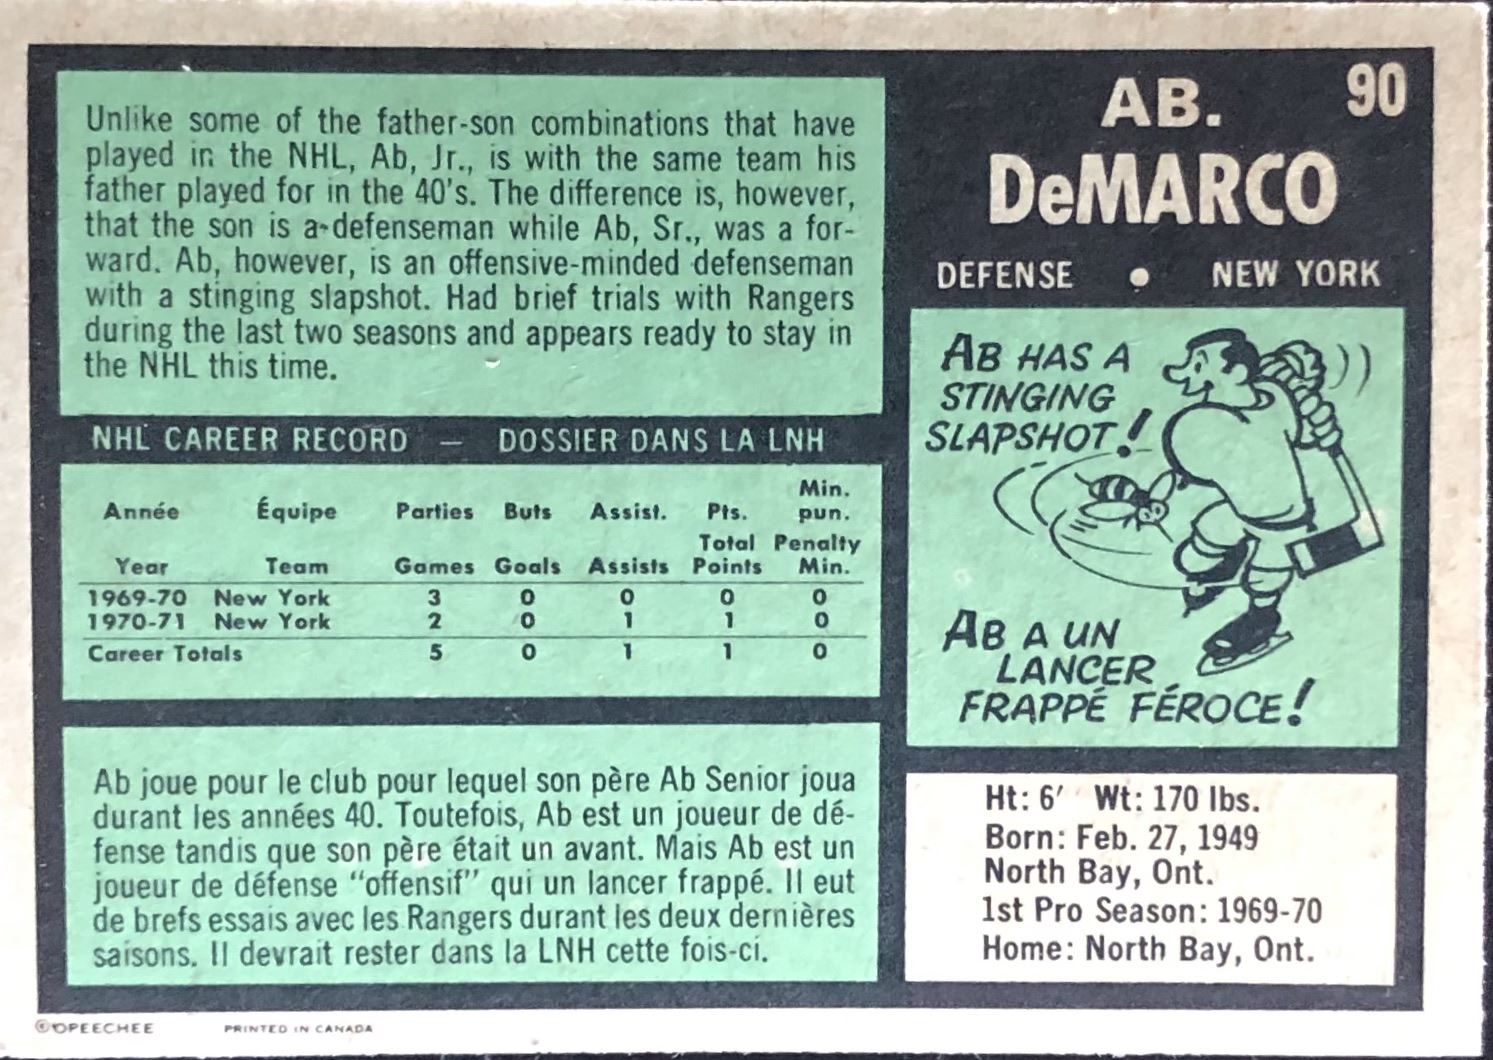 Unlike some of the father-son combinations that have
played in the NHL, Ab, Jr., is with the same team his
father played for in the 40's. The difference is, however,
that the son is a defenseman while Ab, Sr., was a for-
ward. Ab, however, is an offensive-minded defenseman
with a stinging slapshot. Had brief trials with Rangers
during the last two seasons and appears ready to stay in
the NHL this time.
NHL CAREER RECORD — DOSSIER DANS LA LNH
Année Équipe Parties Buts Assist. Pts. Min. pun.
Year Team Games Goals Assists Total Points Penalty Min.
1969-70 New York 3 0 0 0 0
1970-71 New York 2 0 1 1 0
Career Totals 5 0 1 1 0
Ab joue pour le club pour lequel son père Ab Senior joua
durant les années 40. Toutefois, Ab est un joueur de dé-
fense tandis que son père était un avant. Mais Ab est un
joueur de défense "offensif" qui un lancer frappé. Il eut
de brefs essais avec les Rangers durant les deux dernières
saisons. Il devrait rester dans la LNH cette fois-ci.
AB. 90
DeMARCO
DEFENSE • NEW YORK
AB HAS A
STINGING
SLAPSHOT!
AB A UN
LANCER
FRAPPÉ FÉROCE!
Ht: 6' Wt: 170 lbs.
Born: Feb. 27, 1949
North Bay, Ont.
1st Pro Season: 1969-70
Home: North Bay, Ont.
©OPEECHEE PRINTED IN CANADA